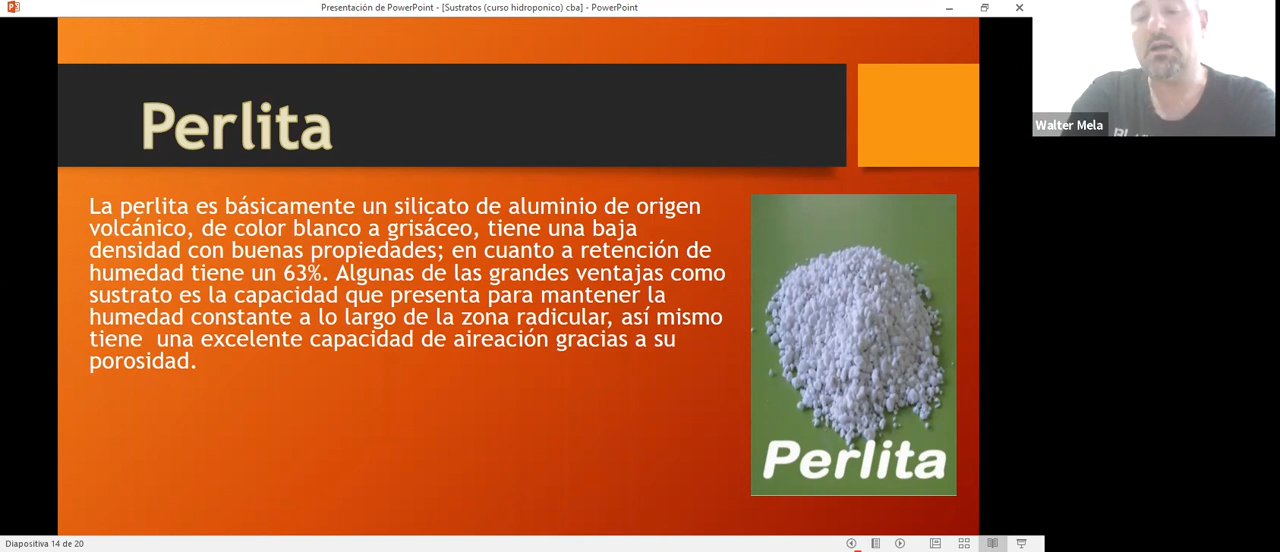 Presentación de PowerPoint - [Sustratos (curso hidroponico) cba] - PowerPoint
Perlita
La perlita es básicamente un silicato de aluminio de origen
volcánico, de color blanco a grisáceo, tiene una baja
densidad con buenas propiedades; en cuanto a retención de
humedad tiene un 63%. Algunas de las grandes ventajas como
sustrato es la capacidad que presenta para mantener la
humedad constante a lo largo de la zona radicular, así mismo
tiene  una excelente capacidad de aireación gracias a su
porosidad.
Perlita
Walter Mela
Diapositiva 14 de 20